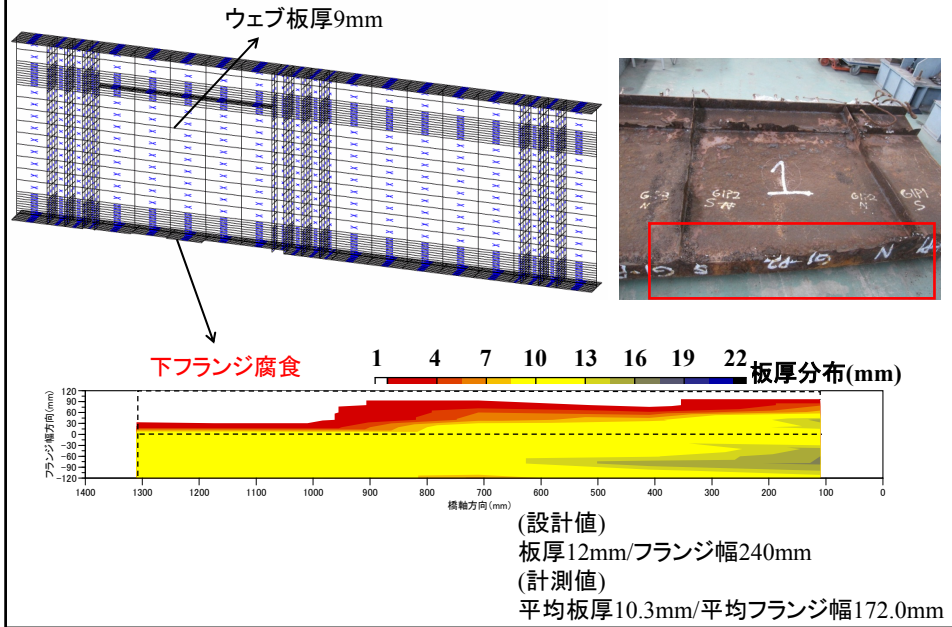 ウェブ板厚9mm
1
G1P2
G1P2
N
G1P1
S
G1-P2
N
下フランジ腐食
1 4 7 10 13 16 19 22 板厚分布(mm)
フランジ幅方向(mm)
120
90
60
30
0
-30
-60
-90
-120
1400 1300 1200 1100 1000 900 800 700 600 500 400 300 200 100 0
橋軸方向(mm)
(設計値)
板厚12mm/フランジ幅240mm
(計測値)
平均板厚10.3mm/平均フランジ幅172.0mm